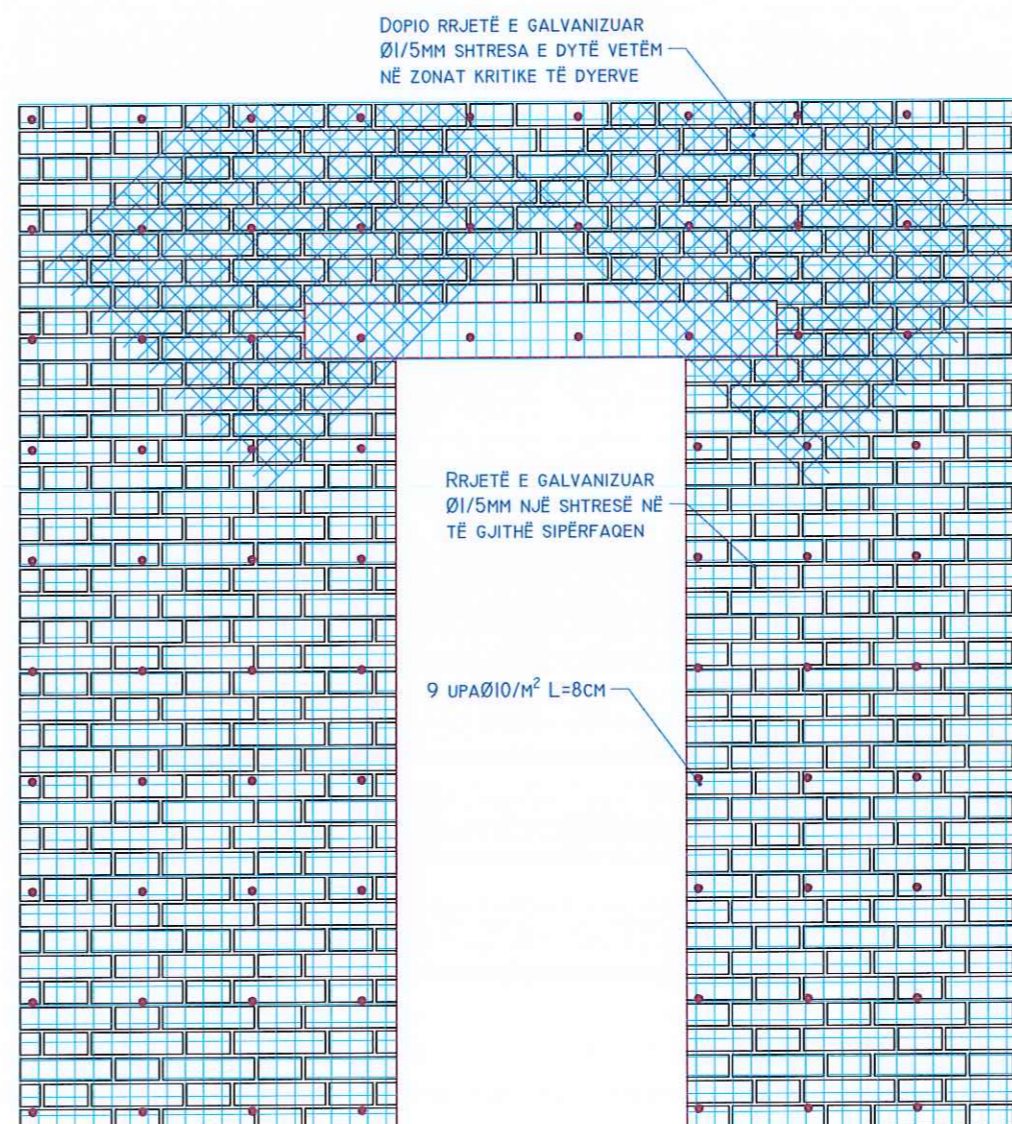 DOPIO RRJETË E GALVANIZUAR
Ø1/5MM SHTRESA E DYTË VETËM
NË ZONAT KRITIKE TË DYERVE
RRJETË E GALVANIZUAR
Ø1/5MM NJË SHTRESË NË
TË GJITHË SIPËRFAQEN
9 UPAØ10/M² L=8CM